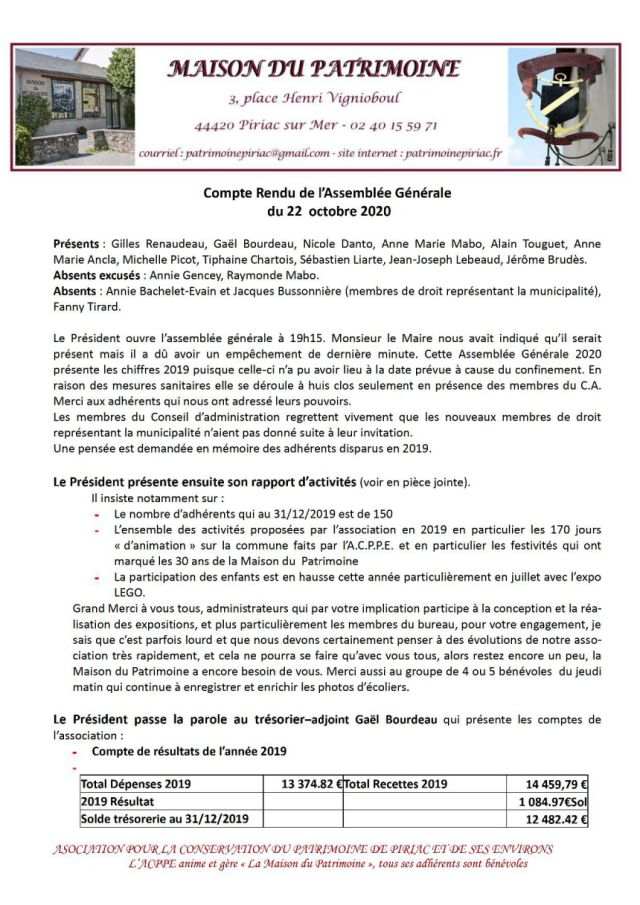 MAISON DU PATRIMOINE
3, place Henri Vignioboul
44420 Piriac sur Mer - 02 40 15 59 71
courriel : patrimoinepiriac@gmail.com - site internet : patrimoinepiriac.fr
Compte Rendu de l'Assemblée Générale
du 22 octobre 2020
Présents : Gilles Renaudeau, Gaël Bourdeau, Nicole Danto, Anne Marie Mabo, Alain Touguet, Anne
Marie Ancla, Michelle Picot, Tiphaine Chartois, Sébastien Liarte, Jean-Joseph Lebeaud, Jérôme Brudès.
Absents excusés : Annie Gencey, Raymonde Mabo.
Absents : Annie Bachelet-Evain et Jacques Bussonnière (membres de droit représentant la municipalité),
Fanny Tirard.
Le Président ouvre l'assemblée générale à 19h15. Monsieur le Maire nous avait indiqué qu'il serait
présent mais il a dû avoir un empêchement de dernière minute. Cette Assemblée Générale 2020
présente les chiffres 2019 puisque celle-ci n'a pu avoir lieu à la date prévue à cause du confinement. En
raison des mesures sanitaires elle se déroule à huis clos seulement en présence des membres du C.A.
Merci aux adhérents qui nous ont adressé leurs pouvoirs.
Les membres du Conseil d'administration regrettent vivement que les nouveaux membres de droit
représentant la municipalité n'aient pas donné suite à leur invitation.
Une pensée est demandée en mémoire des adhérents disparus en 2019.
Le Président présente ensuite son rapport d'activités (voir en pièce jointe).
Il insiste notamment sur :
- Le nombre d'adhérents qui au 31/12/2019 est de 150
- L'ensemble des activités proposées par l'association en 2019 en particulier les 170 jours
« d'animation » sur la commune faits par l'A.C.P.P.E. et en particulier les festivités qui ont
marqué les 30 ans de la Maison du Patrimoine
- La participation des enfants est en hausse cette année particulièrement en juillet avec l'expo
LEGO.
Grand Merci à vous tous, administrateurs qui par votre implication participe à la conception et la réa-
lisation des expositions, et plus particulièrement les membres du bureau, pour votre engagement, je
sais que c'est parfois lourd et que nous devons certainement penser à des évolutions de notre asso-
ciation très rapidement, et cela ne pourra se faire qu'avec vous tous, alors restez encore un peu, la
Maison du Patrimoine a encore besoin de vous. Merci aussi au groupe de 4 ou 5 bénévoles du jeudi
matin qui continue à enregistrer et enrichir les photos d'écoliers.
Le Président passe la parole au trésorier–adjoint Gaël Bourdeau qui présente les comptes de
l'association :
- Compte de résultats de l'année 2019
-
Total Dépenses 2019 13 374.82 € Total Recettes 2019 14 459,79 €
2019 Résultat 1 084.97€Sol
Solde trésorerie au 31/12/2019 12 482.42 €
ASOCIATION POUR LA CONSERVATION DU PATRIMOINE DE PIRIAC ET DE SES ENVIRONS
L'ACPPE anime et gère « La Maison du Patrimoine », tous ses adhérents sont bénévoles